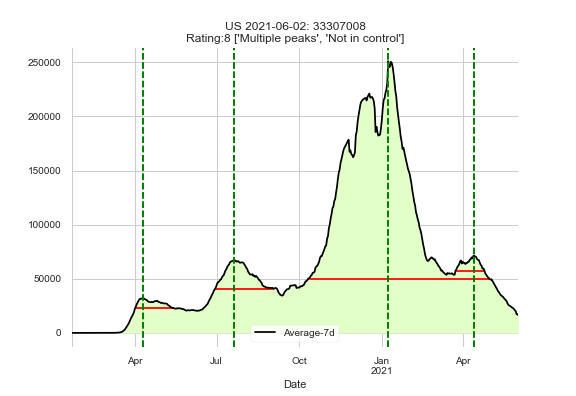 US 2021-06-02: 33307008
Rating:8 ['Multiple peaks', 'Not in control']
250000
200000
150000
100000
50000
0
Average-7d
Apr Jul Oct Jan Apr
2021
Date